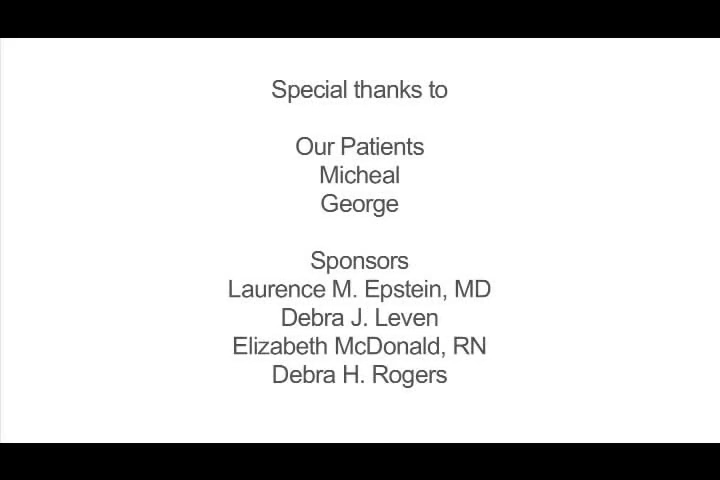 Special thanks to
Our Patients
Micheal
George
Sponsors
Laurence M. Epstein, MD
Debra J. Leven
Elizabeth McDonald, RN
Debra H. Rogers